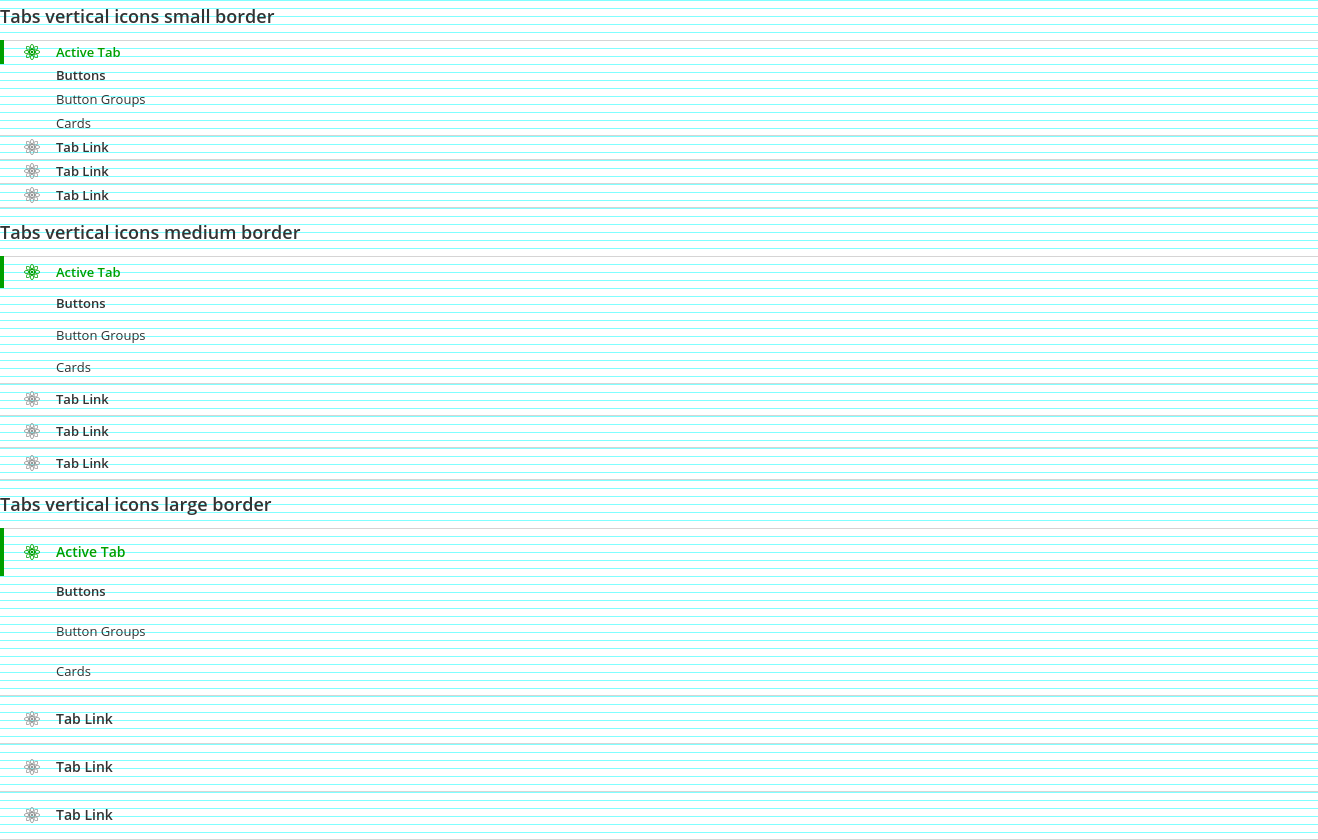 Tabs vertical icons small border
Active Tab
Buttons
Button Groups
Cards
Tab Link
Tab Link
Tab Link
Tabs vertical icons medium border
Active Tab
Buttons
Button Groups
Cards
Tab Link
Tab Link
Tab Link
Tabs vertical icons large border
Active Tab
Buttons
Button Groups
Cards
Tab Link
Tab Link
Tab Link